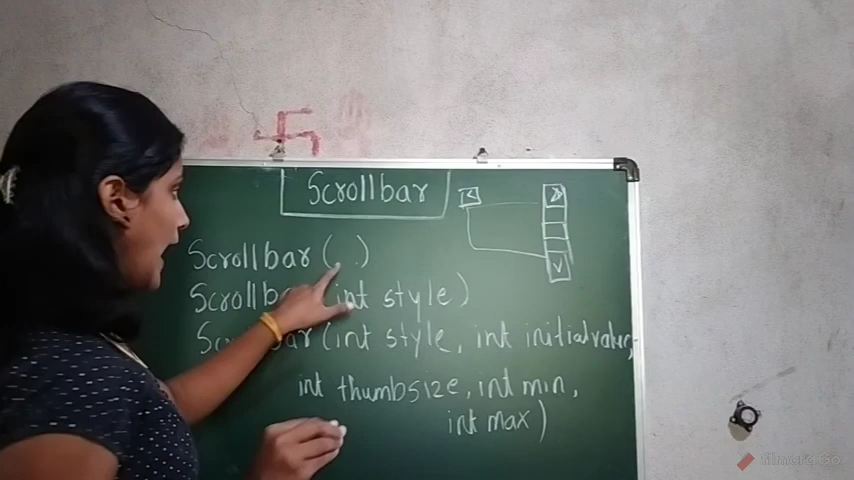 Scrollbar
Scrollbar ( )
Scrollbar (int style)
Scrollbar (int style, int initialvalue,
int thumbsize, int min,
int max)
filmora Go